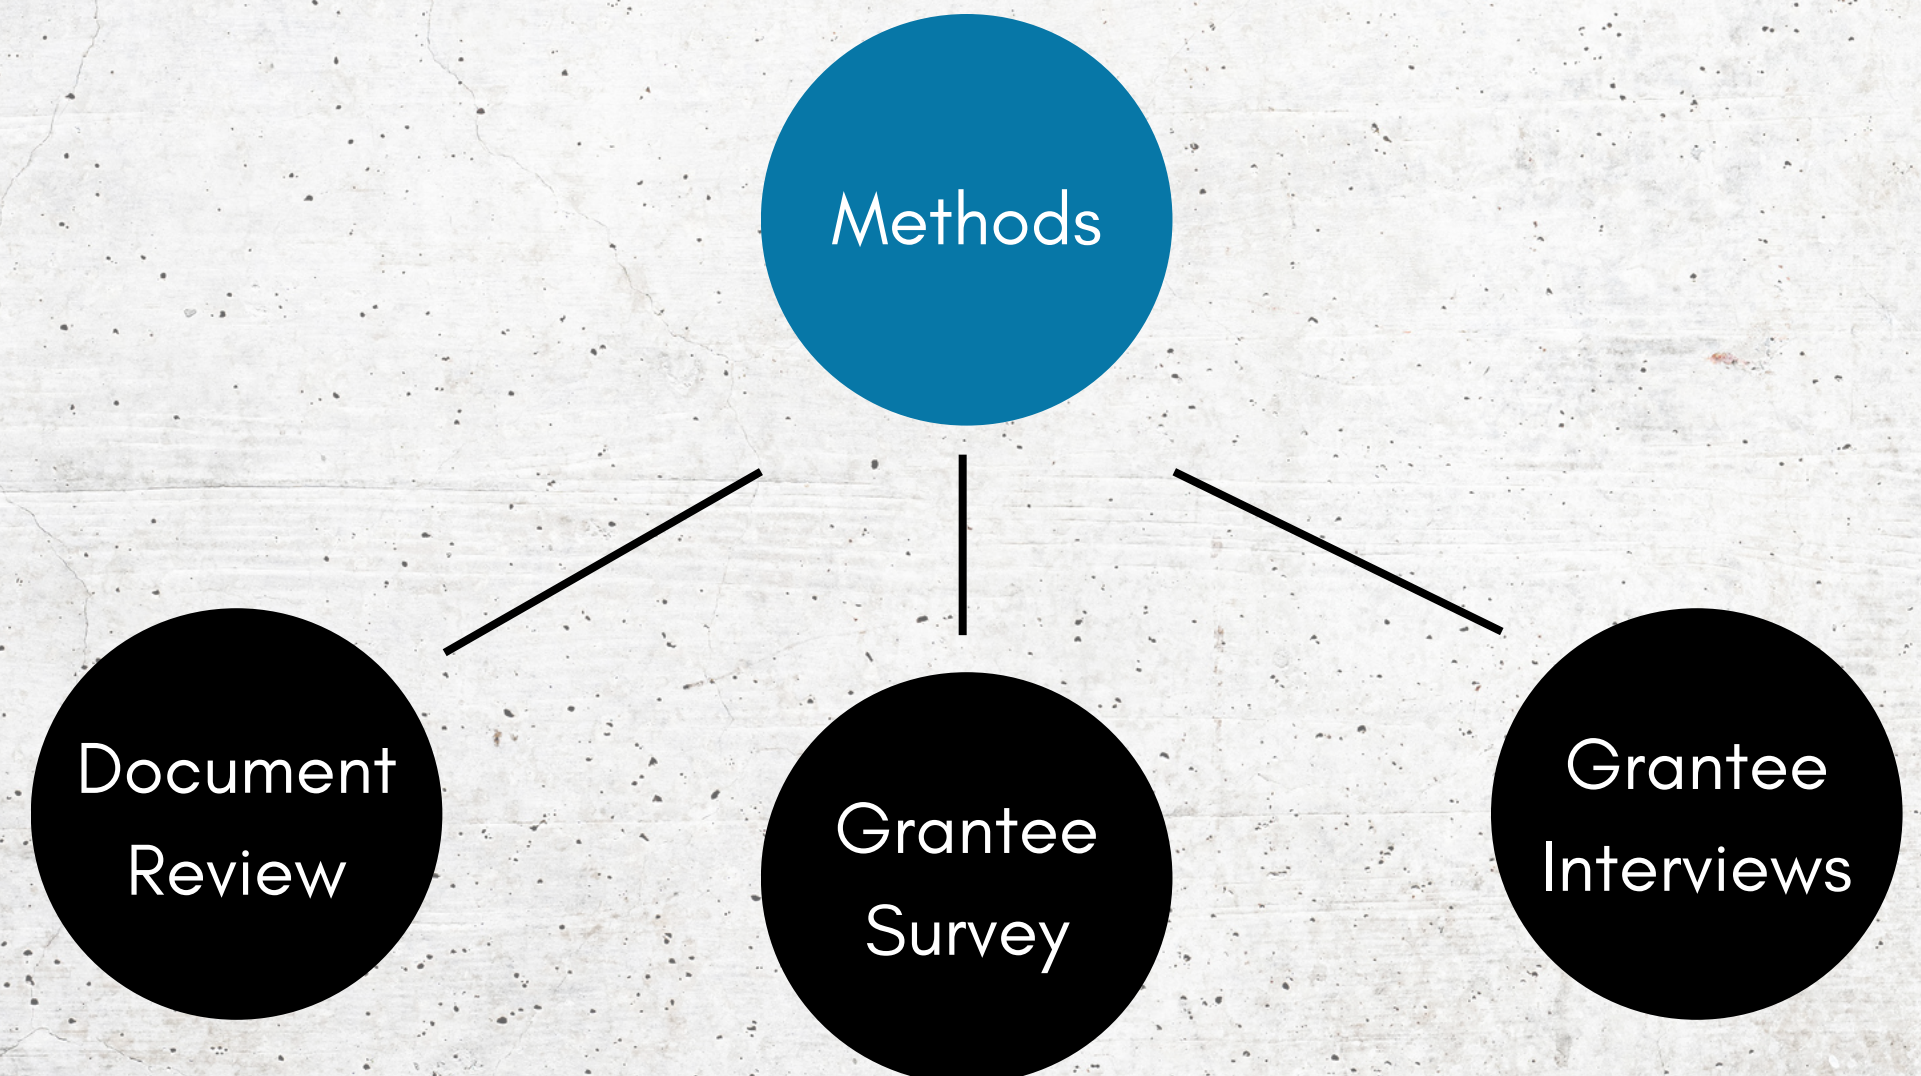 Methods
Document
Review
Grantee
Survey
Grantee
Interviews